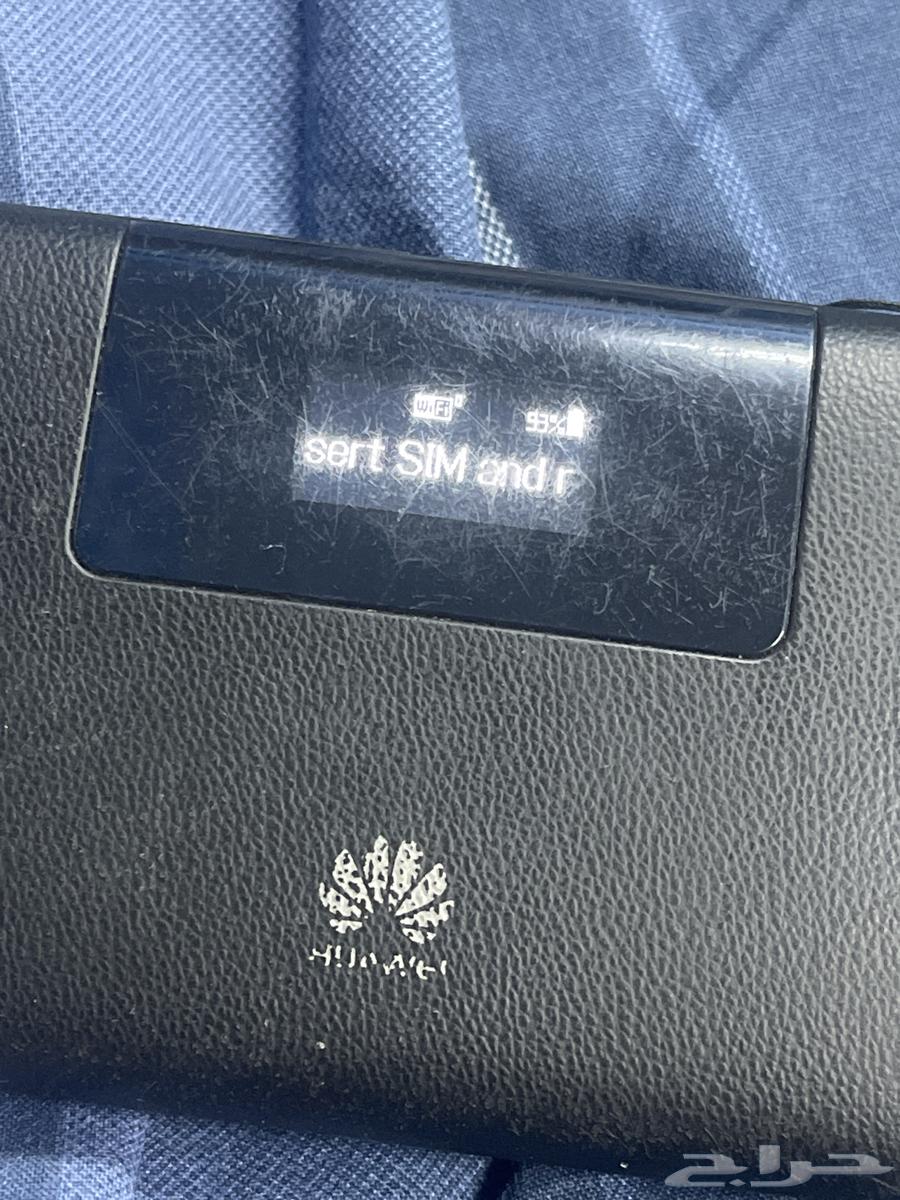 WiFi 93%
sert SIM and r
HUAWEI
حراج